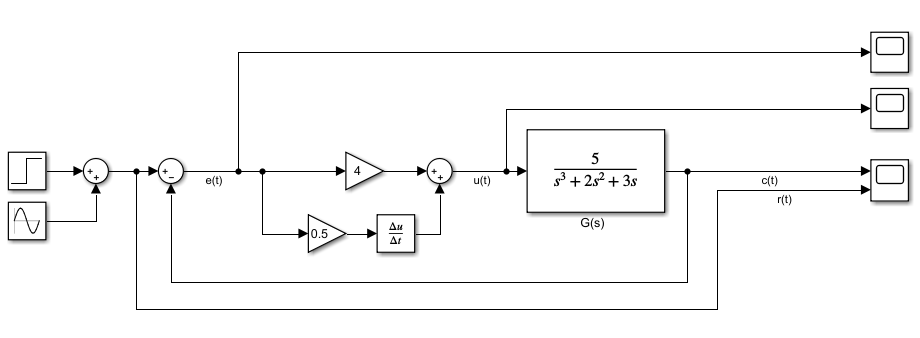 +
+
+
−
e(t)
4
+
+
u(t)
5
s³ + 2s² + 3s
G(s)
c(t)
r(t)
0.5
Δu
Δt